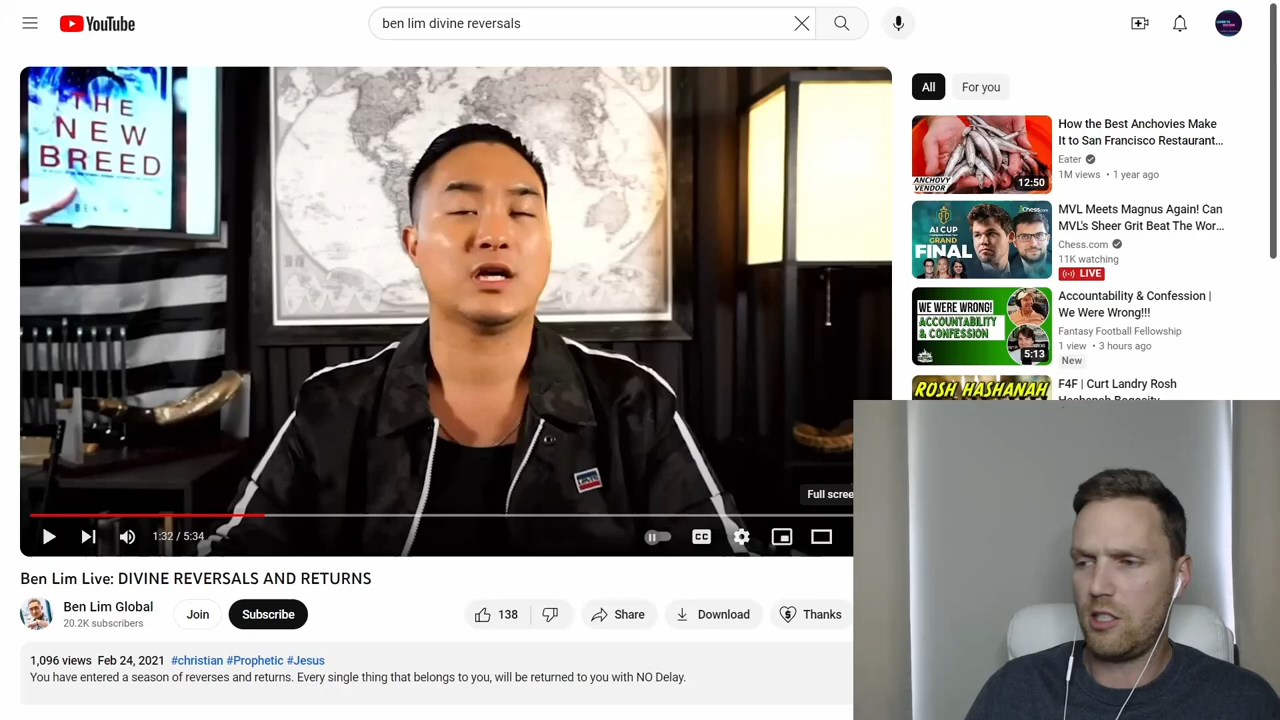 YouTube
ben lim divine reversals
THE
NEW
BREED
Full scree
1:32 / 5:34
CC
Ben Lim Live: DIVINE REVERSALS AND RETURNS
Ben Lim Global
20.2K subscribers
Join
Subscribe
138
Share
Download
Thanks
1,096 views Feb 24, 2021 #christian #Prophetic #Jesus
You have entered a season of reverses and returns. Every single thing that belongs to you, will be returned to you with NO Delay.
All
For you
ANCHOVY
VENDOR
12:50
How the Best Anchovies Make
It to San Francisco Restaurant...
Eater
1M views • 1 year ago
Chess.com
AI CUP
GRAND
FINAL
MVL Meets Magnus Again! Can
MVL's Sheer Grit Beat The Wor...
Chess.com
11K watching
LIVE
WE WERE WRONG!
ACCOUNTABILITY
& CONFESSION
5:13
Accountability & Confession |
We Were Wrong!!!
Fantasy Football Fellowship
1 view • 3 hours ago
New
ROSH HASHANAH
F4F | Curt Landry Rosh
Hashanah Bogosity